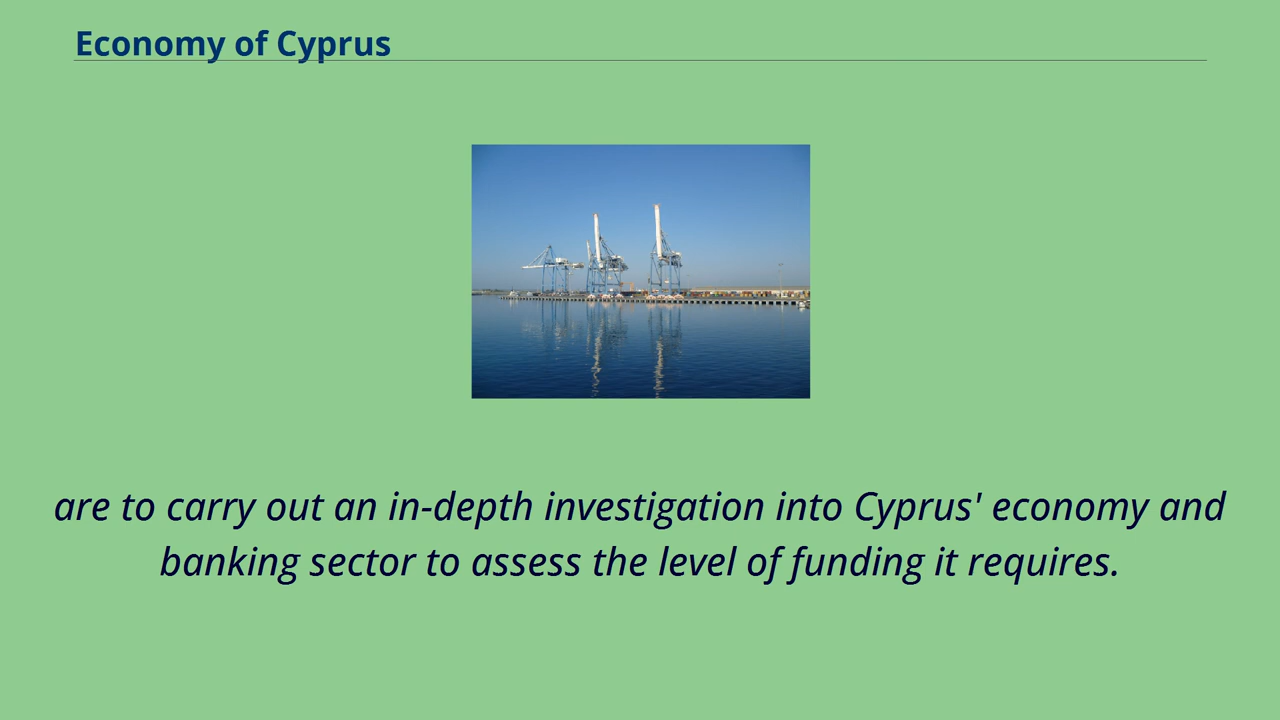 Economy of Cyprus
are to carry out an in-depth investigation into Cyprus' economy and
banking sector to assess the level of funding it requires.